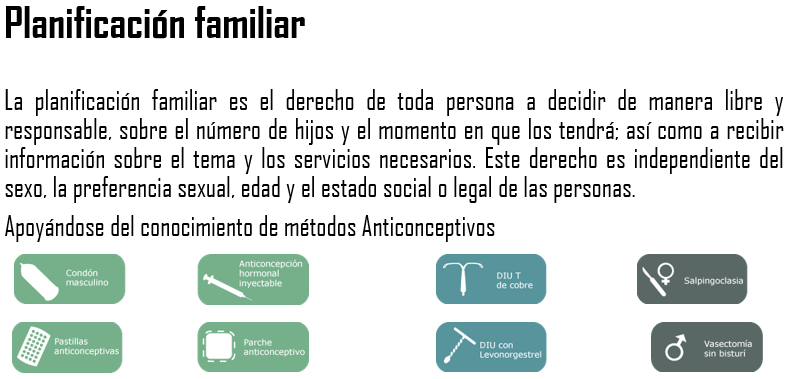 Planificación familiar
La planificación familiar es el derecho de toda persona a decidir de manera libre y
responsable, sobre el número de hijos y el momento en que los tendrá; así como a recibir
información sobre el tema y los servicios necesarios. Este derecho es independiente del
sexo, la preferencia sexual, edad y el estado social o legal de las personas.
Apoyándose del conocimiento de métodos Anticonceptivos
Condón
masculino
Anticoncepción
hormonal
inyectable
DIU T
de cobre
Salpingoclasia
Pastillas
anticonceptivas
Parche
anticonceptivo
DIU con
Levonorgestrel
Vasectomía
sin bisturí